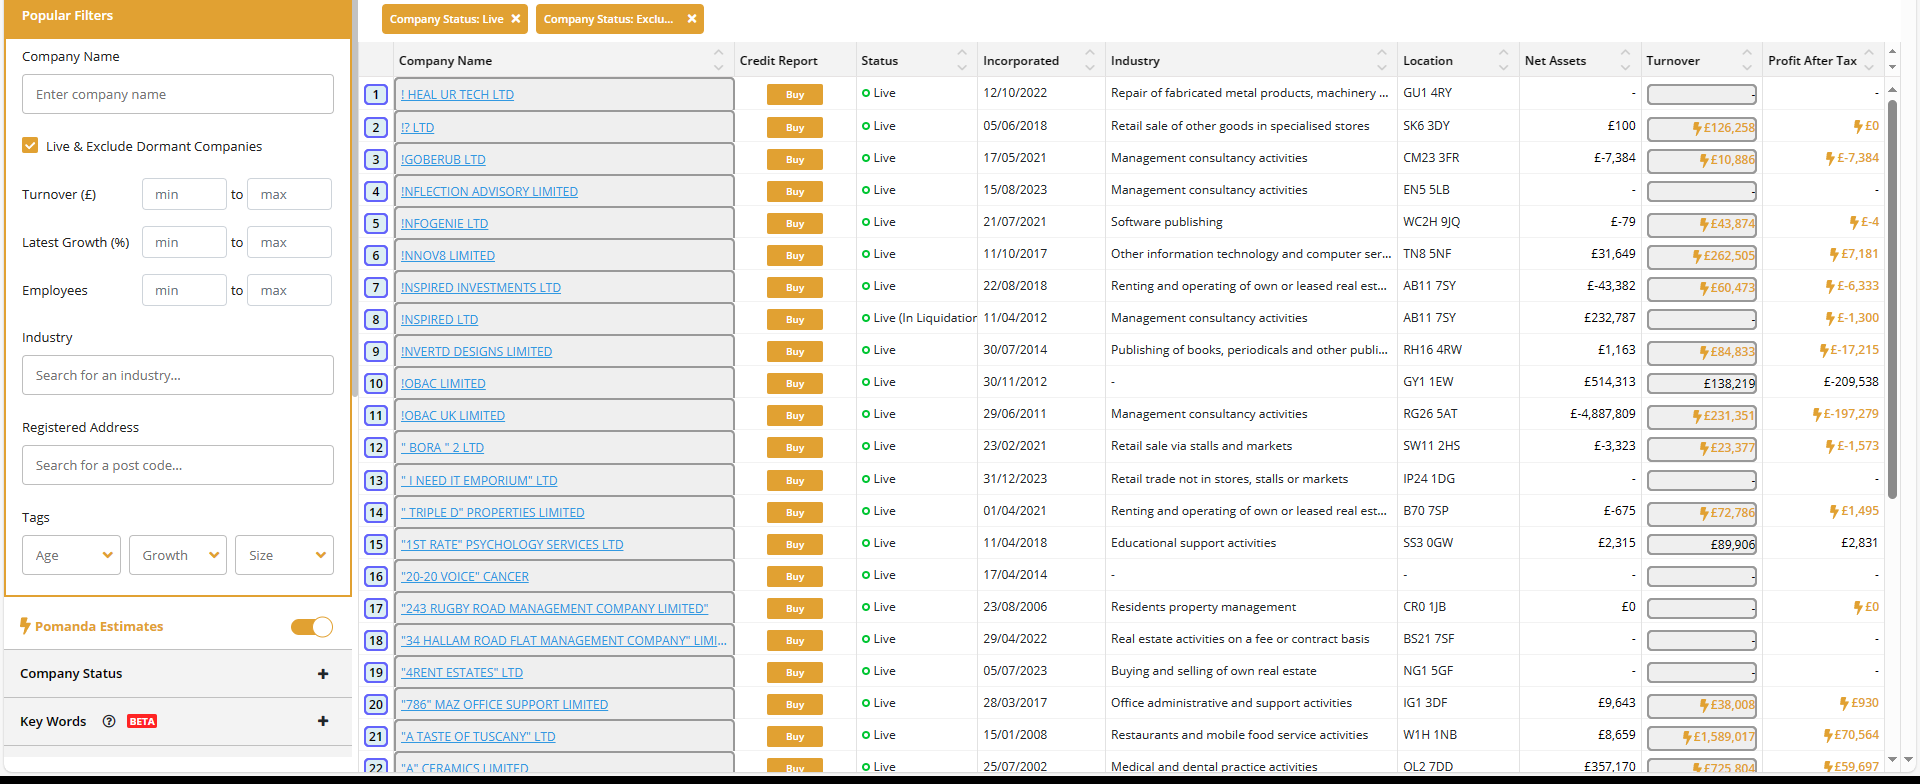 Popular Filters
Company Name
Enter company name
Live & Exclude Dormant Companies
Turnover (£) min to max
Latest Growth (%) min to max
Employees min to max
Industry
Search for an industry...
Registered Address
Search for a post code...
Tags
Age Growth Size
Pomanda Estimates
Company Status +
Key Words ? BETA +
Company Status: Live × Company Status: Exclu... ×
Company Name Credit Report Status Incorporated Industry Location Net Assets Turnover Profit After Tax
1 ! HEAL UR TECH LTD Buy Live 12/10/2022 Repair of fabricated metal products, machinery ... GU1 4RY - - -
2 !? LTD Buy Live 05/06/2018 Retail sale of other goods in specialised stores SK6 3DY £100 £126,258 £0
3 !GOBERUB LTD Buy Live 17/05/2021 Management consultancy activities CM23 3FR £-7,384 £10,886 £-7,384
4 !NFLECTION ADVISORY LIMITED Buy Live 15/08/2023 Management consultancy activities EN5 5LB - - -
5 !NFOGENIE LTD Buy Live 21/07/2021 Software publishing WC2H 9JQ £-79 £43,874 £-4
6 !NNOV8 LIMITED Buy Live 11/10/2017 Other information technology and computer ser... TN8 5NF £31,649 £262,505 £7,181
7 !NSPIRED INVESTMENTS LTD Buy Live 22/08/2018 Renting and operating of own or leased real est... AB11 7SY £-43,382 £60,473 £-6,333
8 !NSPIRED LTD Buy Live (In Liquidation 11/04/2012 Management consultancy activities AB11 7SY £232,787 - £-1,300
9 !NVERTD DESIGNS LIMITED Buy Live 30/07/2014 Publishing of books, periodicals and other publi... RH16 4RW £1,163 £84,833 £-17,215
10 !OBAC LIMITED Buy Live 30/11/2012 - GY1 1EW £514,313 £138,219 £-209,538
11 !OBAC UK LIMITED Buy Live 29/06/2011 Management consultancy activities RG26 5AT £-4,887,809 £231,351 £-197,279
12 " BORA " 2 LTD Buy Live 23/02/2021 Retail sale via stalls and markets SW11 2HS £-3,323 £23,377 £-1,573
13 " I NEED IT EMPORIUM" LTD Buy Live 31/12/2023 Retail trade not in stores, stalls or markets IP24 1DG - - -
14 " TRIPLE D" PROPERTIES LIMITED Buy Live 01/04/2021 Renting and operating of own or leased real est... B70 7SP £-675 £72,786 £1,495
15 "1ST RATE" PSYCHOLOGY SERVICES LTD Buy Live 11/04/2018 Educational support activities SS3 0GW £2,315 £89,906 £2,831
16 "20-20 VOICE" CANCER Buy Live 17/04/2014 - - - - -
17 "243 RUGBY ROAD MANAGEMENT COMPANY LIMITED" Buy Live 23/08/2006 Residents property management CR0 1JB £0 - £0
18 "34 HALLAM ROAD FLAT MANAGEMENT COMPANY" LIMI... Buy Live 29/04/2022 Real estate activities on a fee or contract basis BS21 7SF - - -
19 "4RENT ESTATES" LTD Buy Live 05/07/2023 Buying and selling of own real estate NG1 5GF - - -
20 "786" MAZ OFFICE SUPPORT LIMITED Buy Live 28/03/2017 Office administrative and support activities IG1 3DF £9,643 £38,008 £930
21 "A TASTE OF TUSCANY" LTD Buy Live 15/01/2008 Restaurants and mobile food service activities W1H 1NB £8,659 £1,589,017 £70,564
22 "A" CERAMICS LIMITED Buy Live 25/07/2002 Medical and dental practice activities OL2 7DD £357,170 £725,804 £59,697